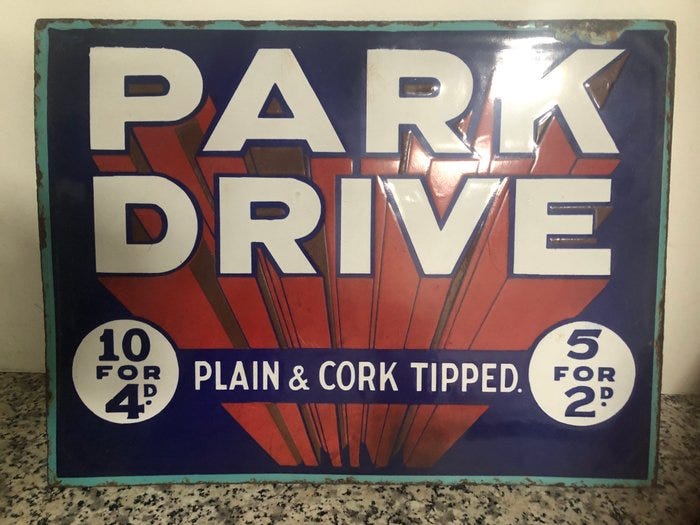 PARK
DRIVE
10
FOR
4D.
PLAIN & CORK TIPPED.
5
FOR
2D.